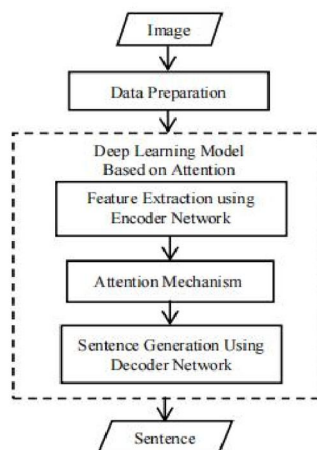 Image
Data Preparation
Deep Learning Model
Based on Attention
Feature Extraction using
Encoder Network
Attention Mechanism
Sentence Generation Using
Decoder Network
Sentence